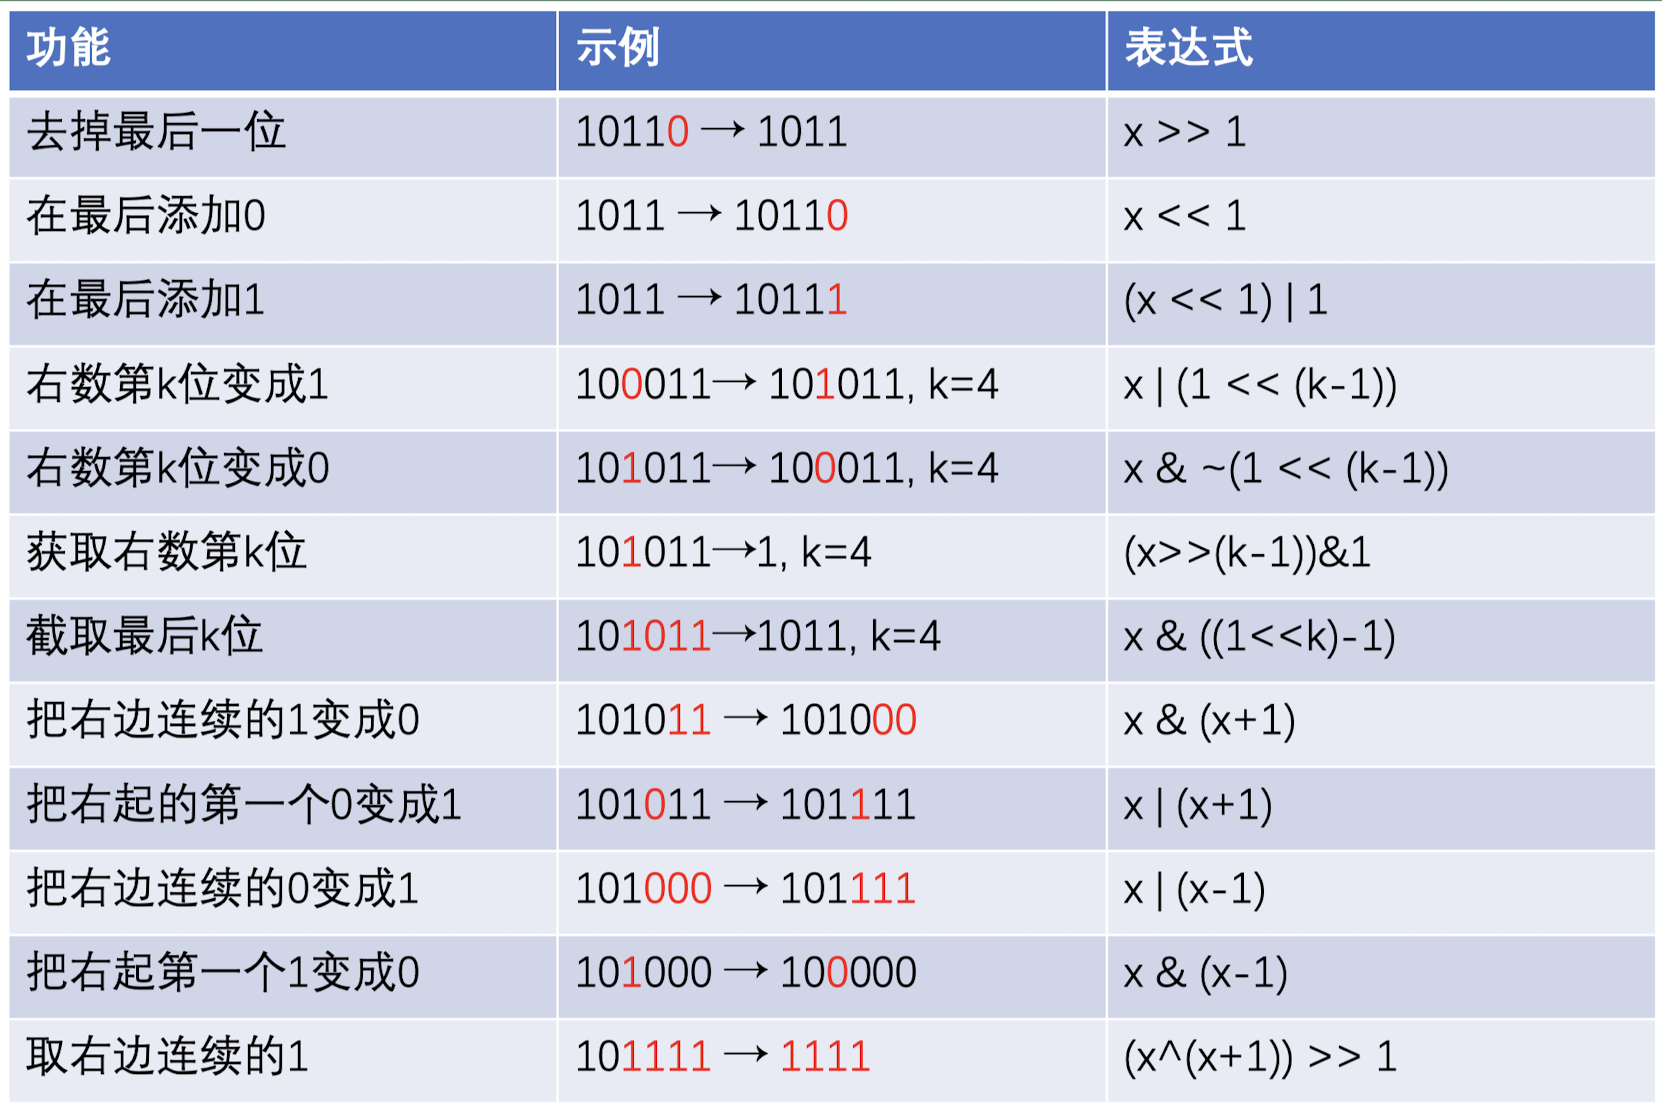 功能 示例 表达式
去掉最后一位 10110 → 1011 x >> 1
在最后添加0 1011 → 10110 x << 1
在最后添加1 1011 → 10111 (x << 1) | 1
右数第k位变成1 100011→ 101011, k=4 x | (1 << (k-1))
右数第k位变成0 101011→ 100011, k=4 x & ~(1 << (k-1))
获取右数第k位 101011→1, k=4 (x>>(k-1))&1
截取最后k位 101011→1011, k=4 x & ((1<<k)-1)
把右边连续的1变成0 101011 → 101000 x & (x+1)
把右起的第一个0变成1 101011 → 101111 x | (x+1)
把右边连续的0变成1 101000 → 101111 x | (x-1)
把右起第一个1变成0 101000 → 100000 x & (x-1)
取右边连续的1 101111 → 1111 (x^(x+1)) >> 1